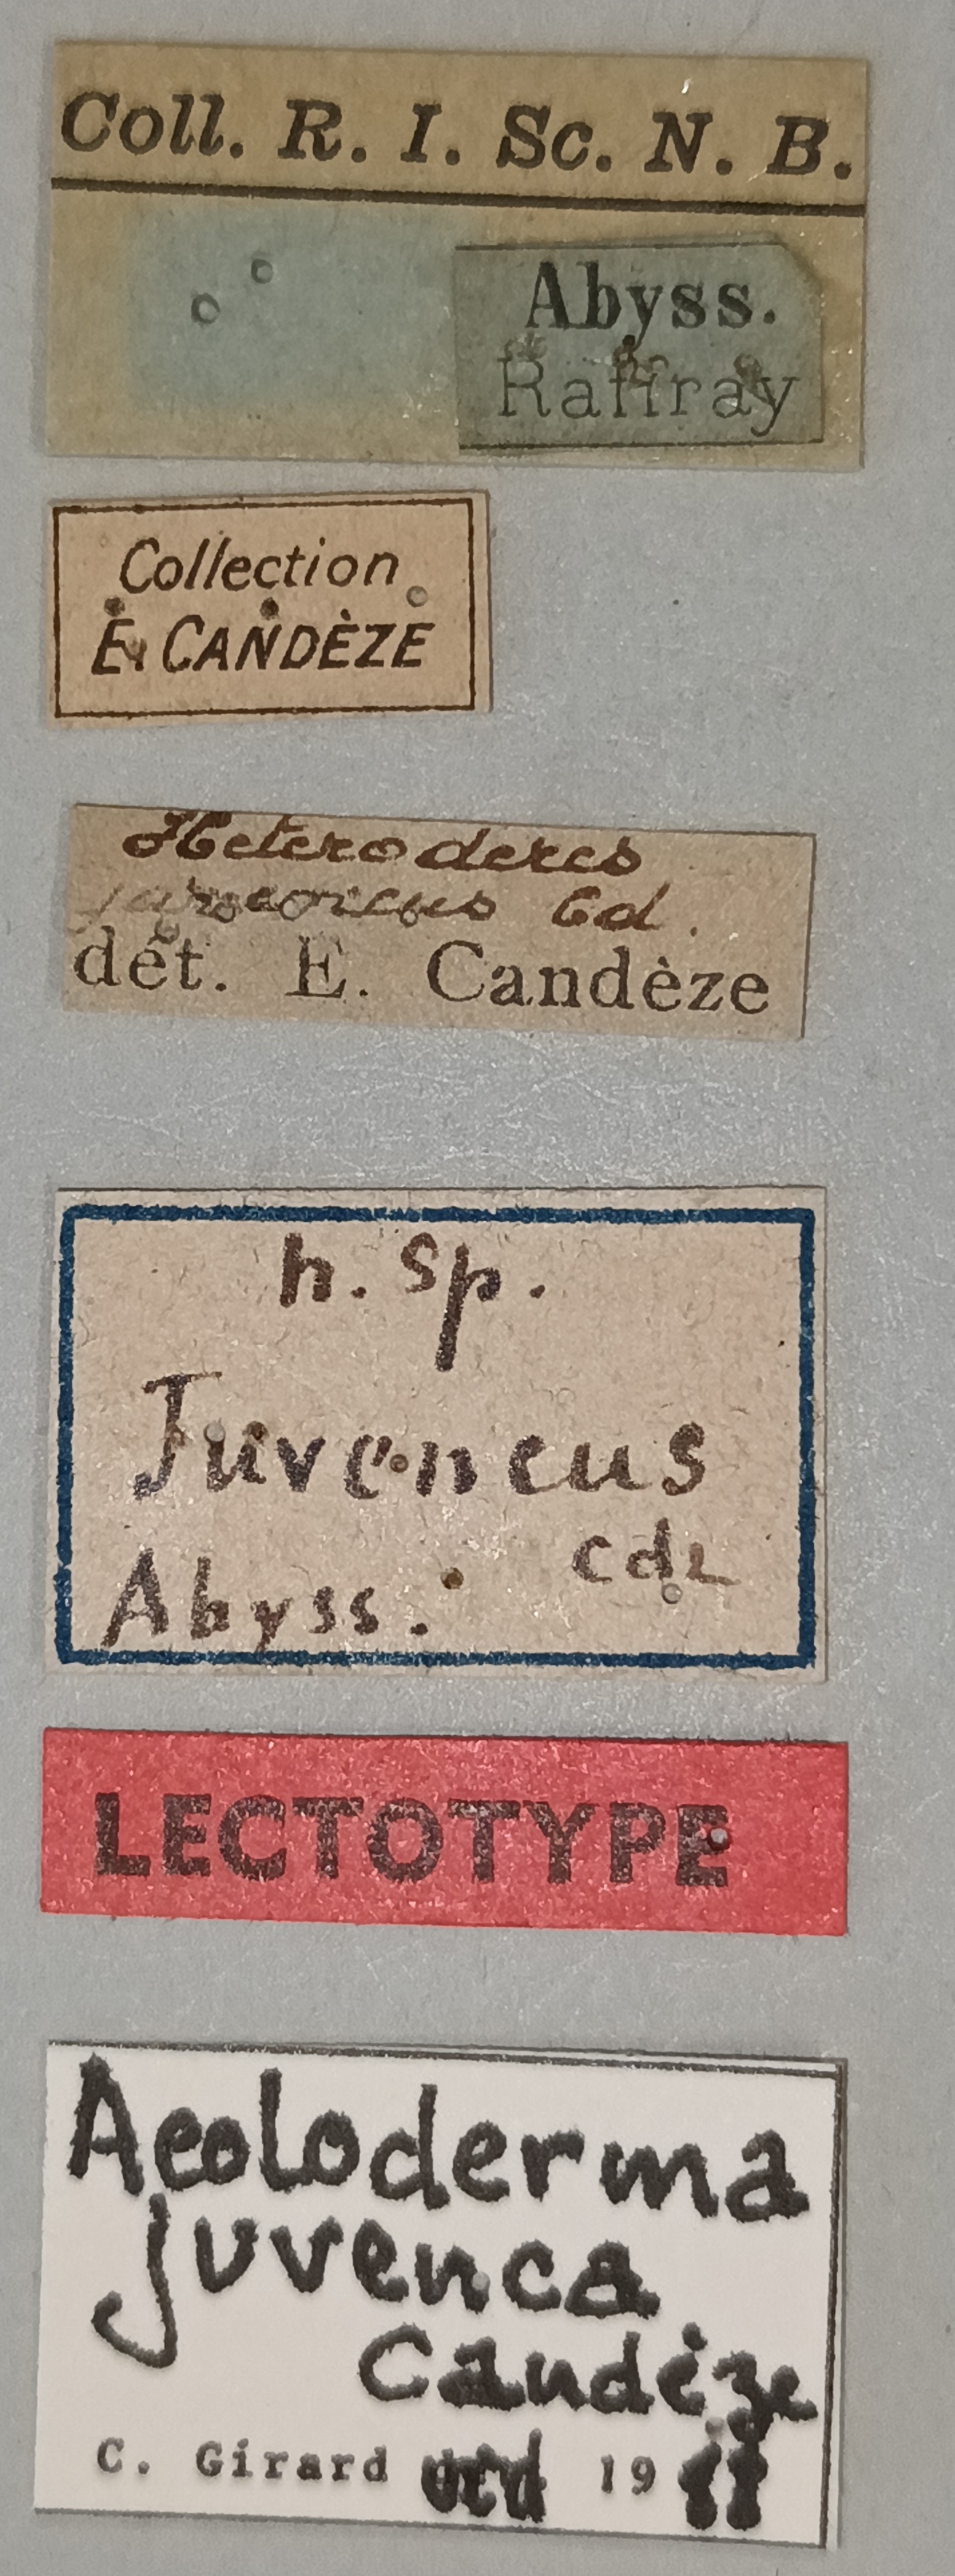 Coll. R. I. Sc. N. B.
Abyss.
Raffray
Collection
E. CANDÈZE
Heteroderes
Cd.
dét. E. Candèze
n. sp.
Juvencus
cdz
Abyss.
LECTOTYPE
Aeoloderma
juvenca
Candèze
C. Girard 19